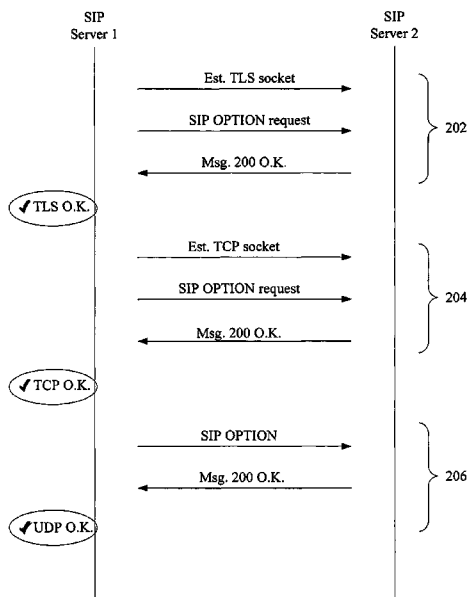 SIP
Server 1
SIP
Server 2
Est. TLS socket
SIP OPTION request
202
Msg. 200 O.K.
✓TLS O.K.
Est. TCP socket
SIP OPTION request
204
Msg. 200 O.K.
✓TCP O.K.
SIP OPTION
206
Msg. 200 O.K.
✓UDP O.K.